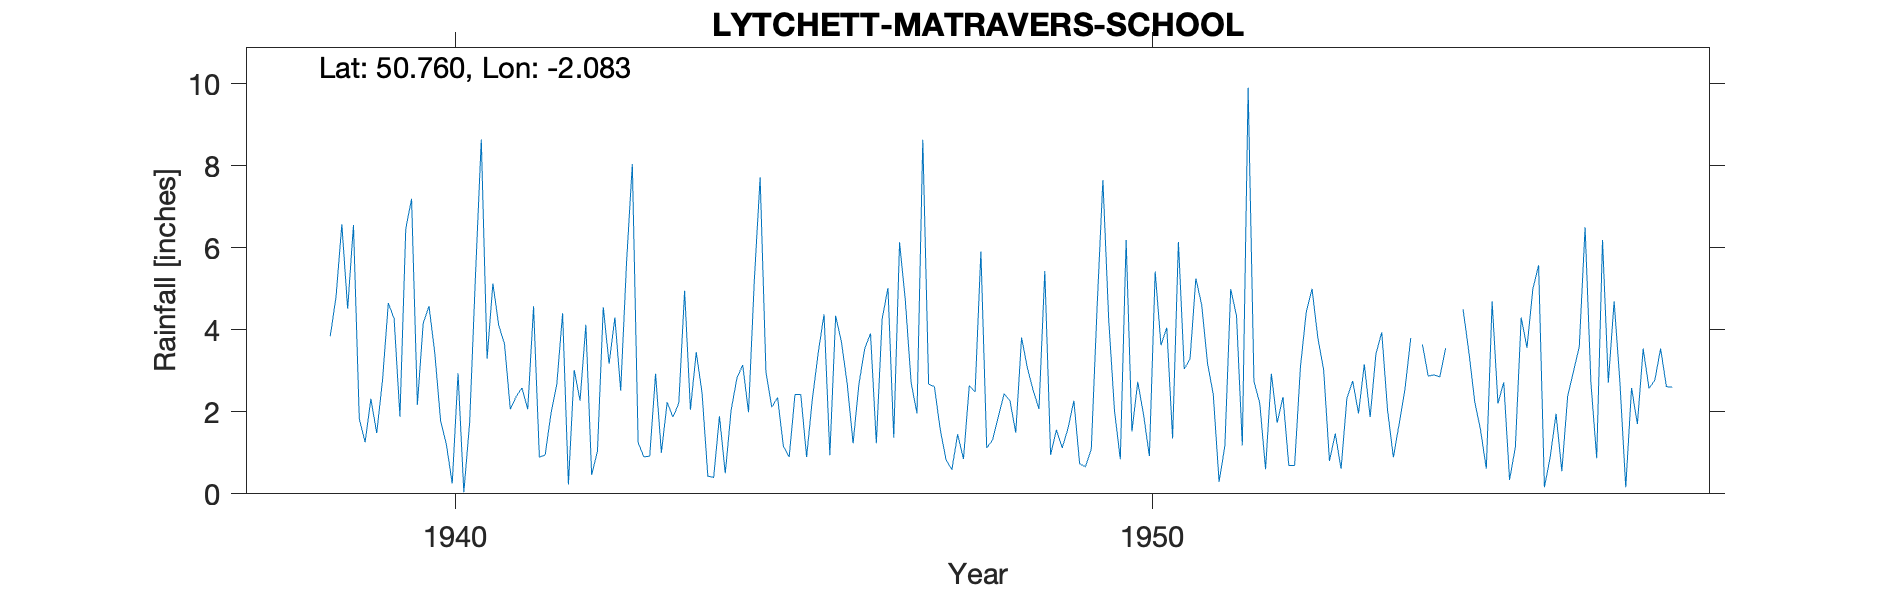 LYTCHETT-MATRAVERS-SCHOOL
Lat: 50.760, Lon: -2.083
10
8
6
4
2
0
Rainfall [inches]
1940
1950
Year